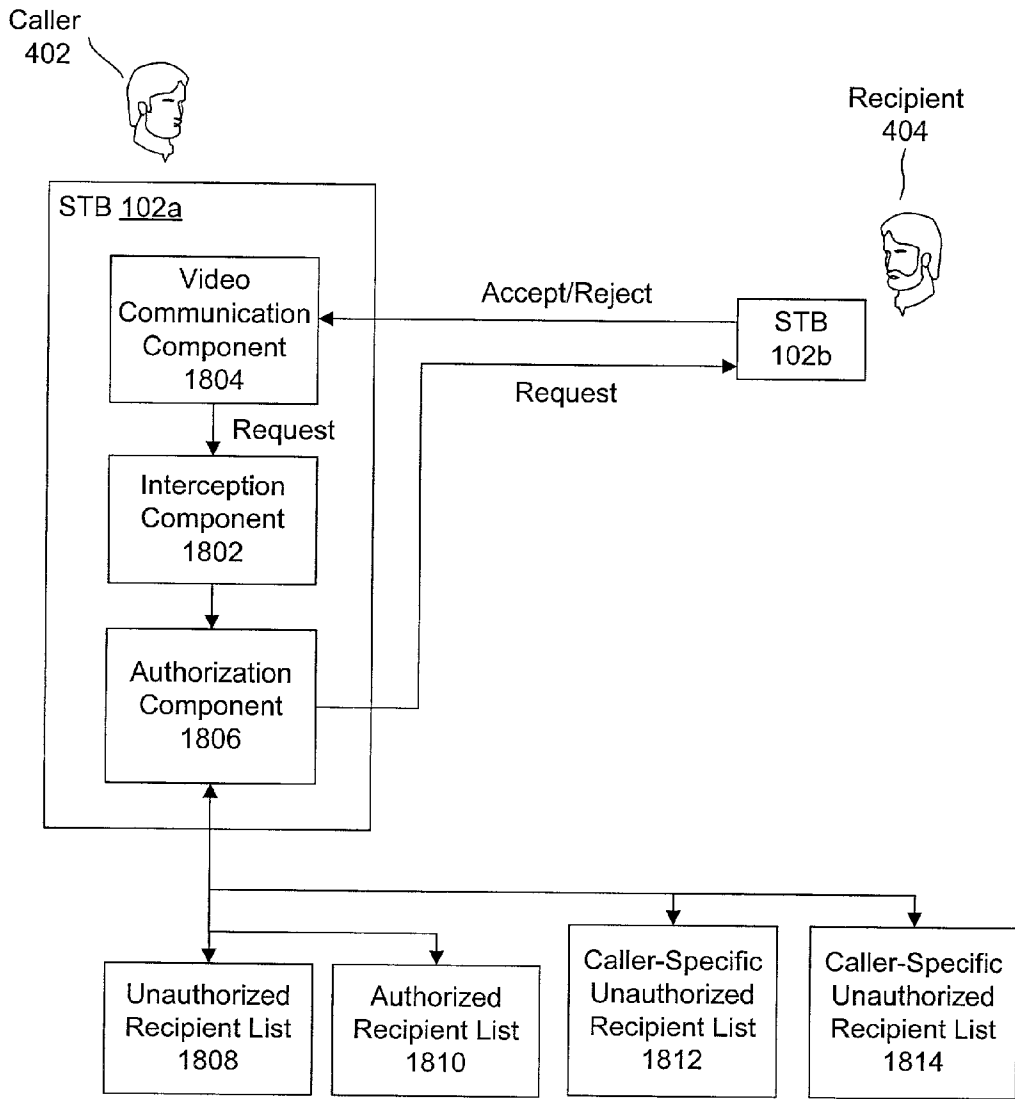 Caller
402
Recipient
404
STB 102a
Video
Communication
Component
1804
Accept/Reject
STB
102b
Request
Request
Interception
Component
1802
Authorization
Component
1806
Unauthorized
Recipient List
1808
Authorized
Recipient List
1810
Caller-Specific
Unauthorized
Recipient List
1812
Caller-Specific
Unauthorized
Recipient List
1814